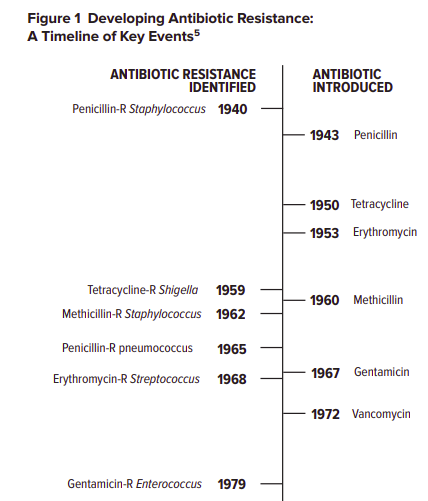 Figure 1 Developing Antibiotic Resistance:
A Timeline of Key Events5
ANTIBIOTIC RESISTANCE
IDENTIFIED
ANTIBIOTIC
INTRODUCED
Penicillin-R Staphylococcus 1940
1943 Penicillin
1950 Tetracycline
1953 Erythromycin
Tetracycline-R Shigella 1959
1960 Methicillin
Methicillin-R Staphylococcus 1962
Penicillin-R pneumococcus 1965
1967 Gentamicin
Erythromycin-R Streptococcus 1968
1972 Vancomycin
Gentamicin-R Enterococcus 1979